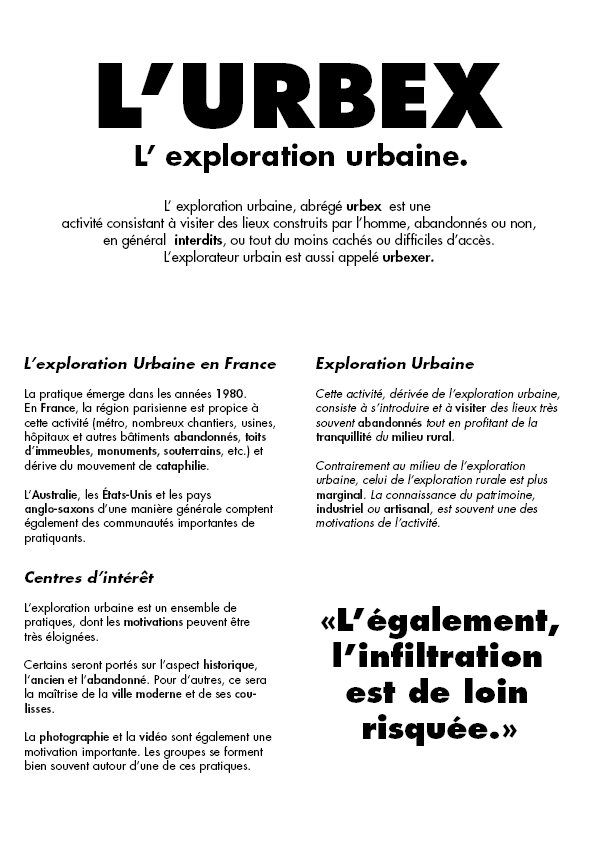 L’URBEX
L’ exploration urbaine.
L’ exploration urbaine, abrégé urbex est une
activité consistant à visiter des lieux construits par l’homme, abandonnés ou non,
en général interdits, ou tout du moins cachés ou difficiles d’accès.
L’explorateur urbain est aussi appelé urbexer.
L’exploration Urbaine en France
La pratique émerge dans les années 1980.
En France, la région parisienne est propice à
cette activité (métro, nombreux chantiers, usines,
hôpitaux et autres bâtiments abandonnés, toits
d’immeubles, monuments, souterrains, etc.) et
dérive du mouvement de cataphilie.
L’Australie, les États-Unis et les pays
anglo-saxons d’une manière générale comptent
également des communautés importantes de
pratiquants.
Centres d’intérêt
L’exploration urbaine est un ensemble de
pratiques, dont les motivations peuvent être
très éloignées.
Certains seront portés sur l’aspect historique,
l’ancien et l’abandonné. Pour d’autres, ce sera
la maîtrise de la ville moderne et de ses cou-
lisses.
La photographie et la vidéo sont également une
motivation importante. Les groupes se forment
bien souvent autour d’une de ces pratiques.
Exploration Urbaine
Cette activité, dérivée de l’exploration urbaine,
consiste à s’introduire et à visiter des lieux très
souvent abandonnés tout en profitant de la
tranquillité du milieu rural.
Contrairement au milieu de l’exploration
urbaine, celui de l’exploration rurale est plus
marginal. La connaissance du patrimoine,
industriel ou artisanal, est souvent une des
motivations de l’activité.
«L’également,
l’infiltration
est de loin
risquée.»